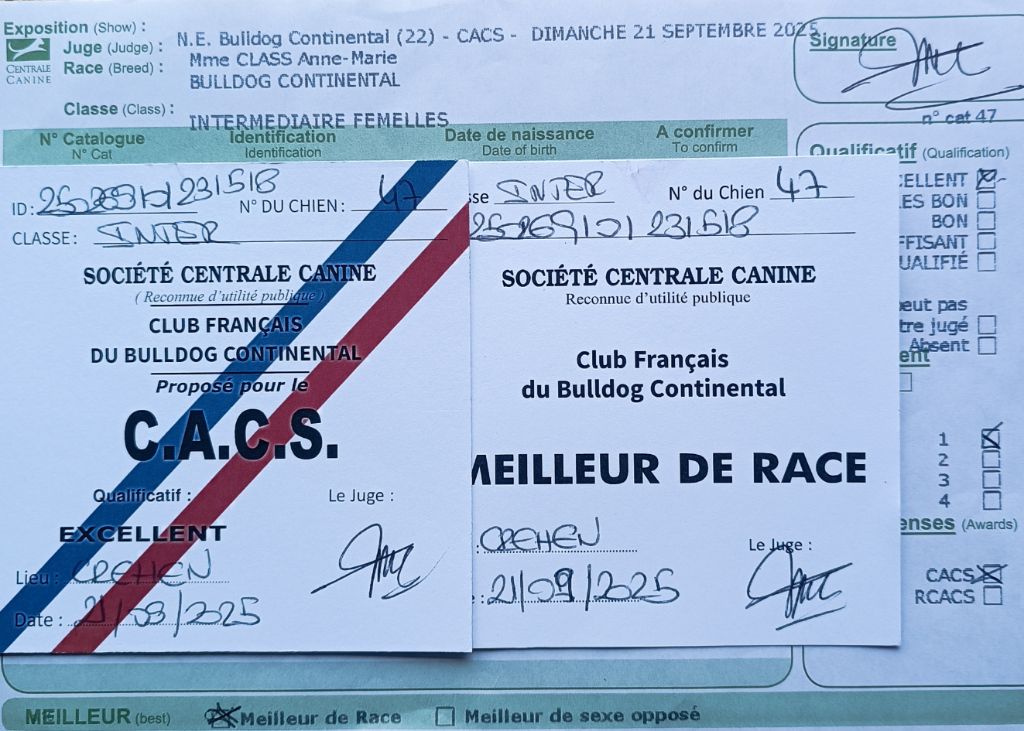 Exposition (Show) :
N.E. Bulldog Continental (22) - CACS - DIMANCHE 21 SEPTEMBRE 2025
Juge (Judge) :
Mme CLASS Anne-Marie
Race (Breed) :
BULLDOG CONTINENTAL
CENTRALE
CANINE
Classe (Class) :
INTERMEDIAIRE FEMELLES
Signature
n° cat 47
N° Catalogue
N° Cat
Identification
Identification
Date de naissance
Date of birth
A confirmer
To confirm
Qualificatif (Qualification)
ELLENT
ES BON
BON
FFISANT
UALIFIÉ
eut pas
tre jugé
Absent
ent
1
2
3
4
enses (Awards)
CACS
RCACS
ID : N° DU CHIEN : 47
CLASSE : INTER
SOCIÉTÉ CENTRALE CANINE
( Reconnue d'utilité publique )
CLUB FRANÇAIS
DU BULLDOG CONTINENTAL
Proposé pour le
C.A.C.S.
Qualificatif :
Le Juge :
EXCELLENT
Lieu : CREHEN
Date : 21/09/2025
sse INTER N° du Chien 47
SOCIÉTÉ CENTRALE CANINE
Reconnue d'utilité publique
Club Français
du Bulldog Continental
MEILLEUR DE RACE
: CREHEN
Le Juge :
: 21/09/2025
MEILLEUR (best)
Meilleur de Race
Meilleur de sexe opposé